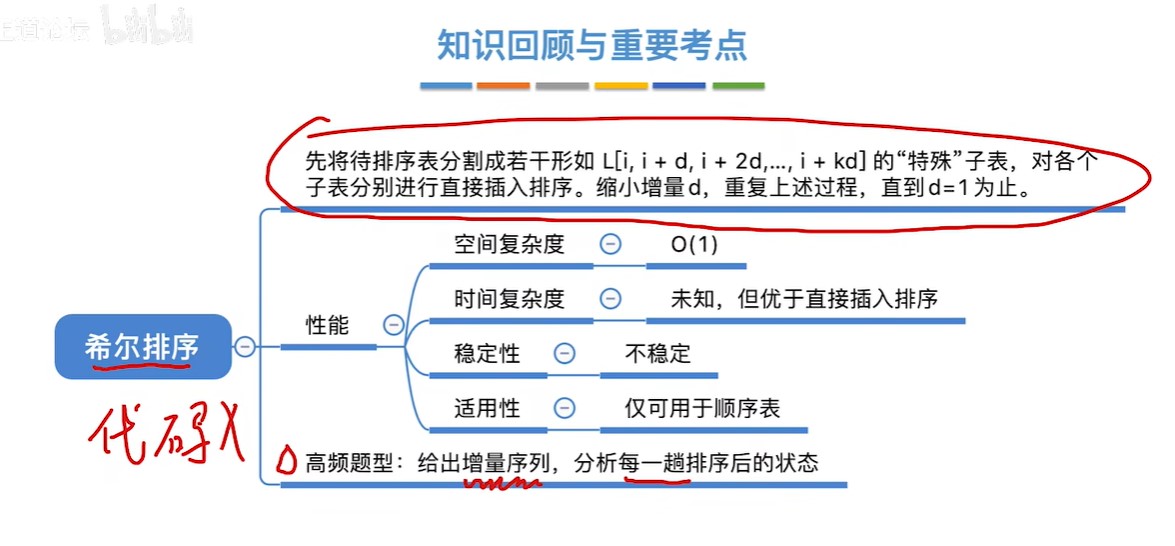 王道论坛 bilibili
知识回顾与重要考点
先将待排序表分割成若干形如 L[i, i + d, i + 2d,…, i + kd] 的“特殊”子表，对各个
子表分别进行直接插入排序。缩小增量 d，重复上述过程，直到 d=1 为止。
空间复杂度 O(1)
时间复杂度 未知，但优于直接插入排序
性能
希尔排序
稳定性 不稳定
适用性 仅可用于顺序表
代码X
高频题型：给出增量序列，分析每一趟排序后的状态